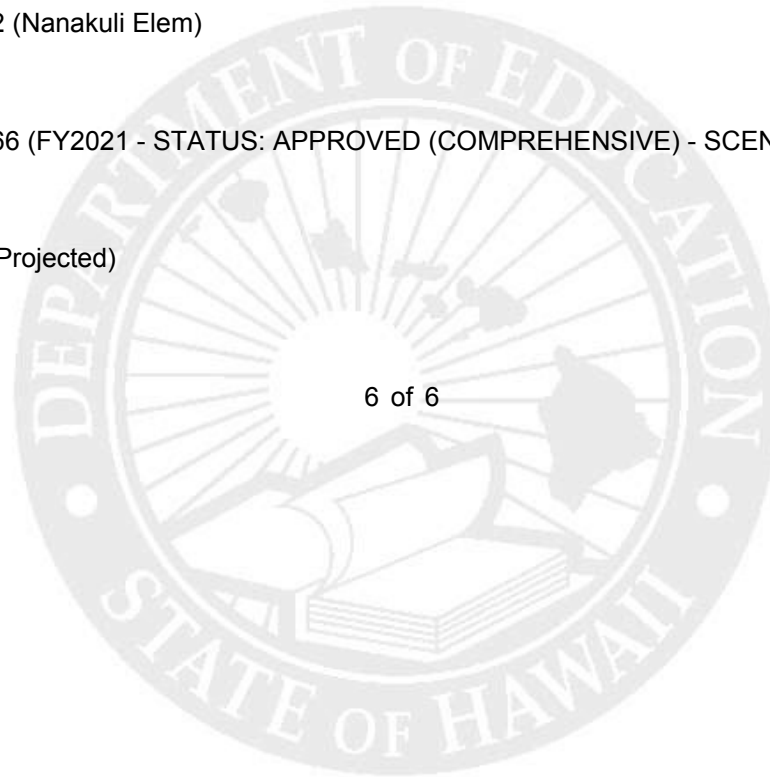 2 (Nanakuli Elem)
66 (FY2021 - STATUS: APPROVED (COMPREHENSIVE) - SCEN
Projected)
6 of 6
DEPARTMENT OF EDUCATION
STATE OF HAWAII